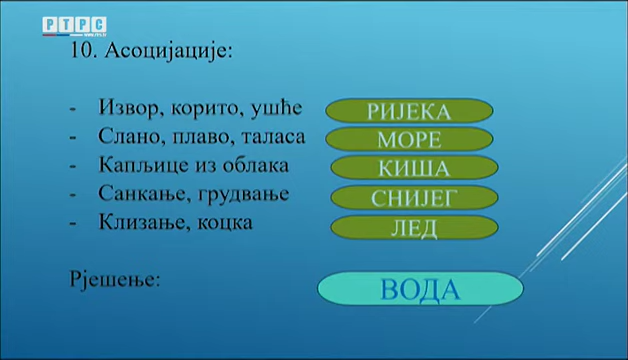 РТРС
10. Асоцијације:
- Извор, корито, ушће РИЈЕКА
- Слано, плаво, таласа МОРЕ
- Капљице из облака КИША
- Санкање, грудвање СНИЈЕГ
- Клизање, коцка ЛЕД
Рјешење: ВОДА